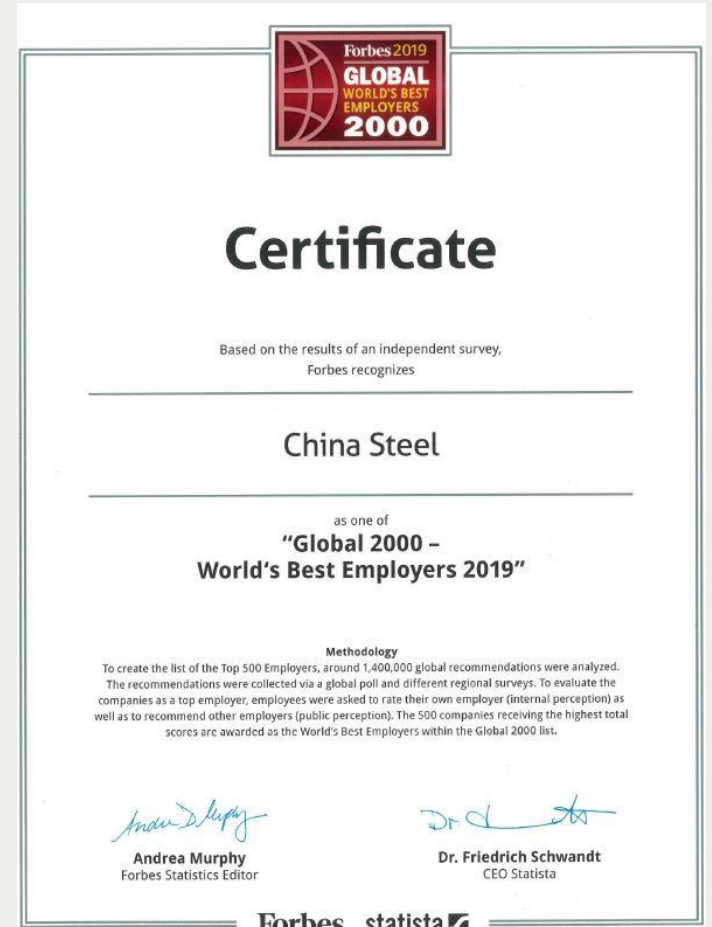 Forbes 2019
GLOBAL
WORLD'S BEST
EMPLOYERS
2000
Certificate
Based on the results of an independent survey,
Forbes recognizes
China Steel
as one of
“Global 2000 –
World's Best Employers 2019”
Methodology
To create the list of the Top 500 Employers, around 1,400,000 global recommendations were analyzed.
The recommendations were collected via a global poll and different regional surveys. To evaluate the
companies as a top employer, employees were asked to rate their own employer (internal perception) as
well as to recommend other employers (public perception). The 500 companies receiving the highest total
scores are awarded as the World's Best Employers within the Global 2000 list.
Andrea Murphy
Forbes Statistics Editor
Dr. Friedrich Schwandt
CEO Statista
Forbes statista